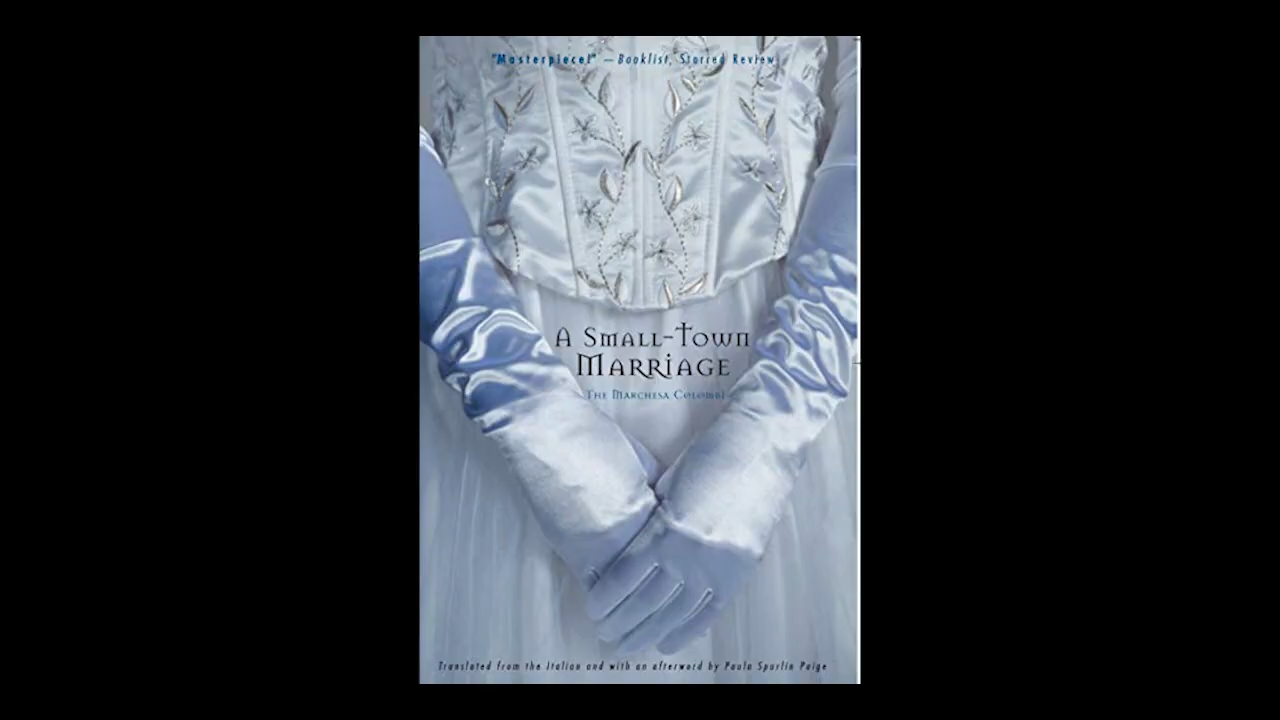 "Masterpiece!" — Booklist, Starred Review
A Small-Town
Marriage
The Marchesa Colombi
Translated from the Italian and with an afterword by Paula Spurlin Paige